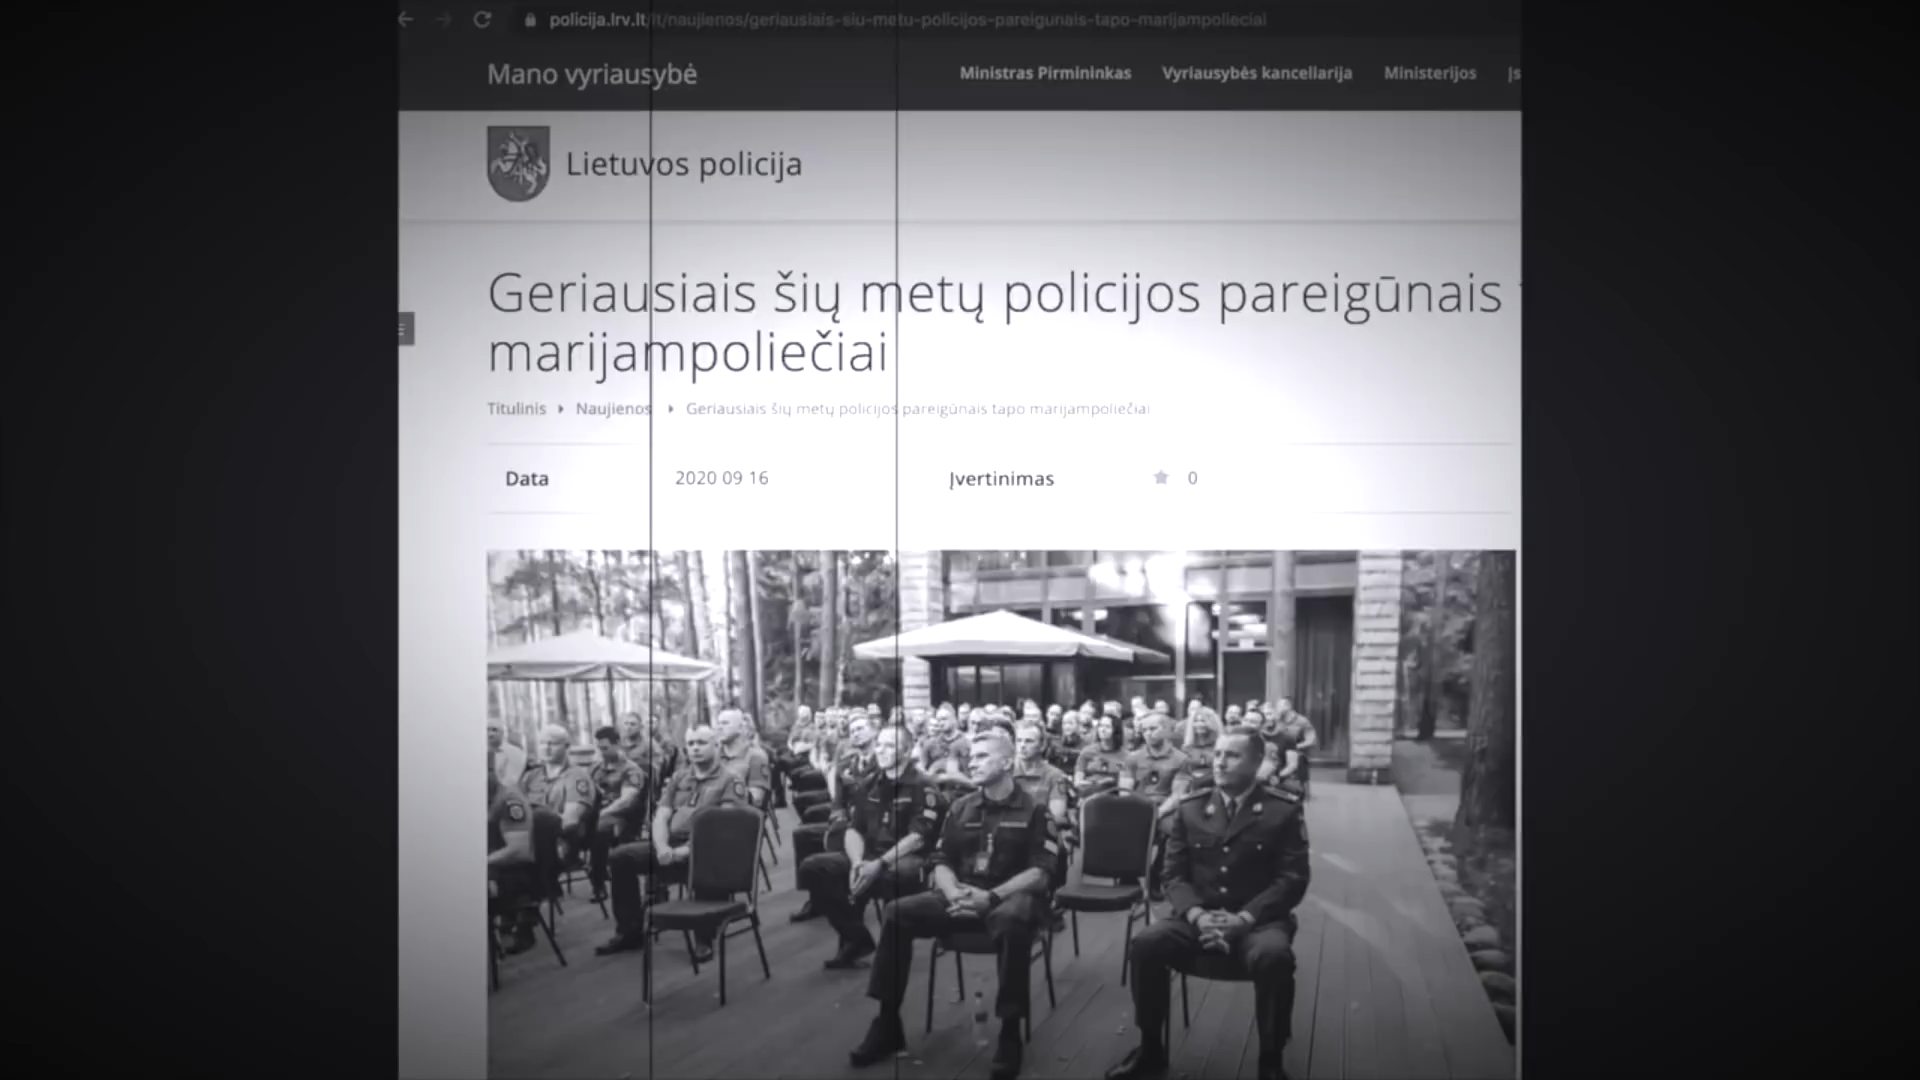 policija.lrv.lt/lt/naujienos/geriausiais-siu-metu-policijos-pareigunais-tapo-marijampolieciai
Mano vyriausybė
Ministras Pirmininkas
Vyriausybės kanceliarija
Ministerijos
Įs
Lietuvos policija
Geriausiais šių metų policijos pareigūnais
marijampoliečiai
Titulinis
Naujienos
Geriausiais šių metų policijos pareigūnais tapo marijampoliečiai
Data
2020 09 16
Įvertinimas
0